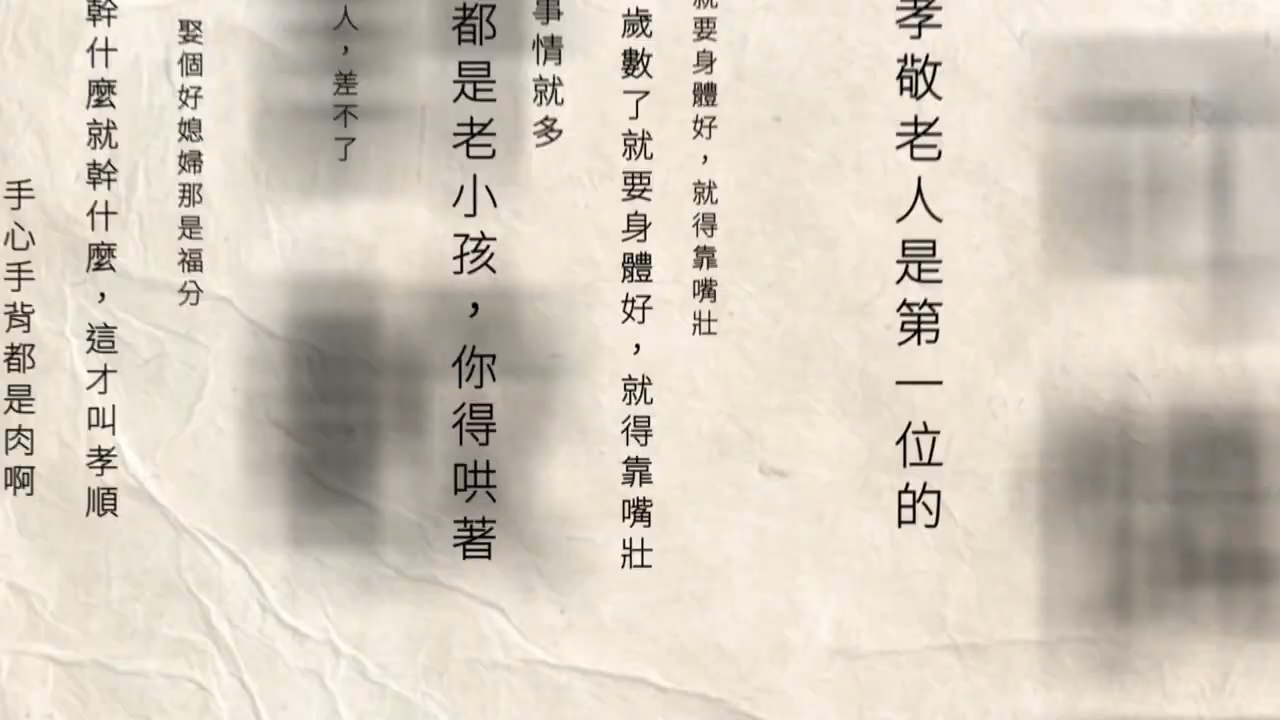 孝敬老人是第一位的
就要身體好，就得靠嘴壯
歲數了就要身體好，就得靠嘴壯
事情就多
都是老小孩，你得哄著
人，差不了
娶個好媳婦那是福分
幹什麼就幹什麼，這才叫孝順
手心手背都是肉啊